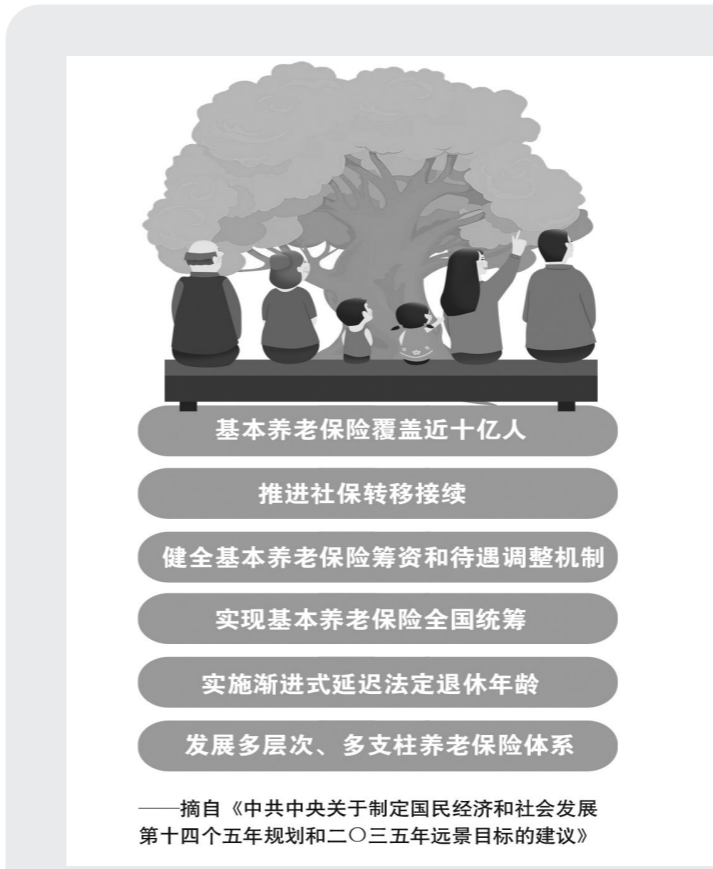 基本养老保险覆盖近十亿人
推进社保转移接续
健全基本养老保险筹资和待遇调整机制
实现基本养老保险全国统筹
实施渐进式延迟法定退休年龄
发展多层次、多支柱养老保险体系
——摘自《中共中央关于制定国民经济和社会发展
第十四个五年规划和二〇三五年远景目标的建议》